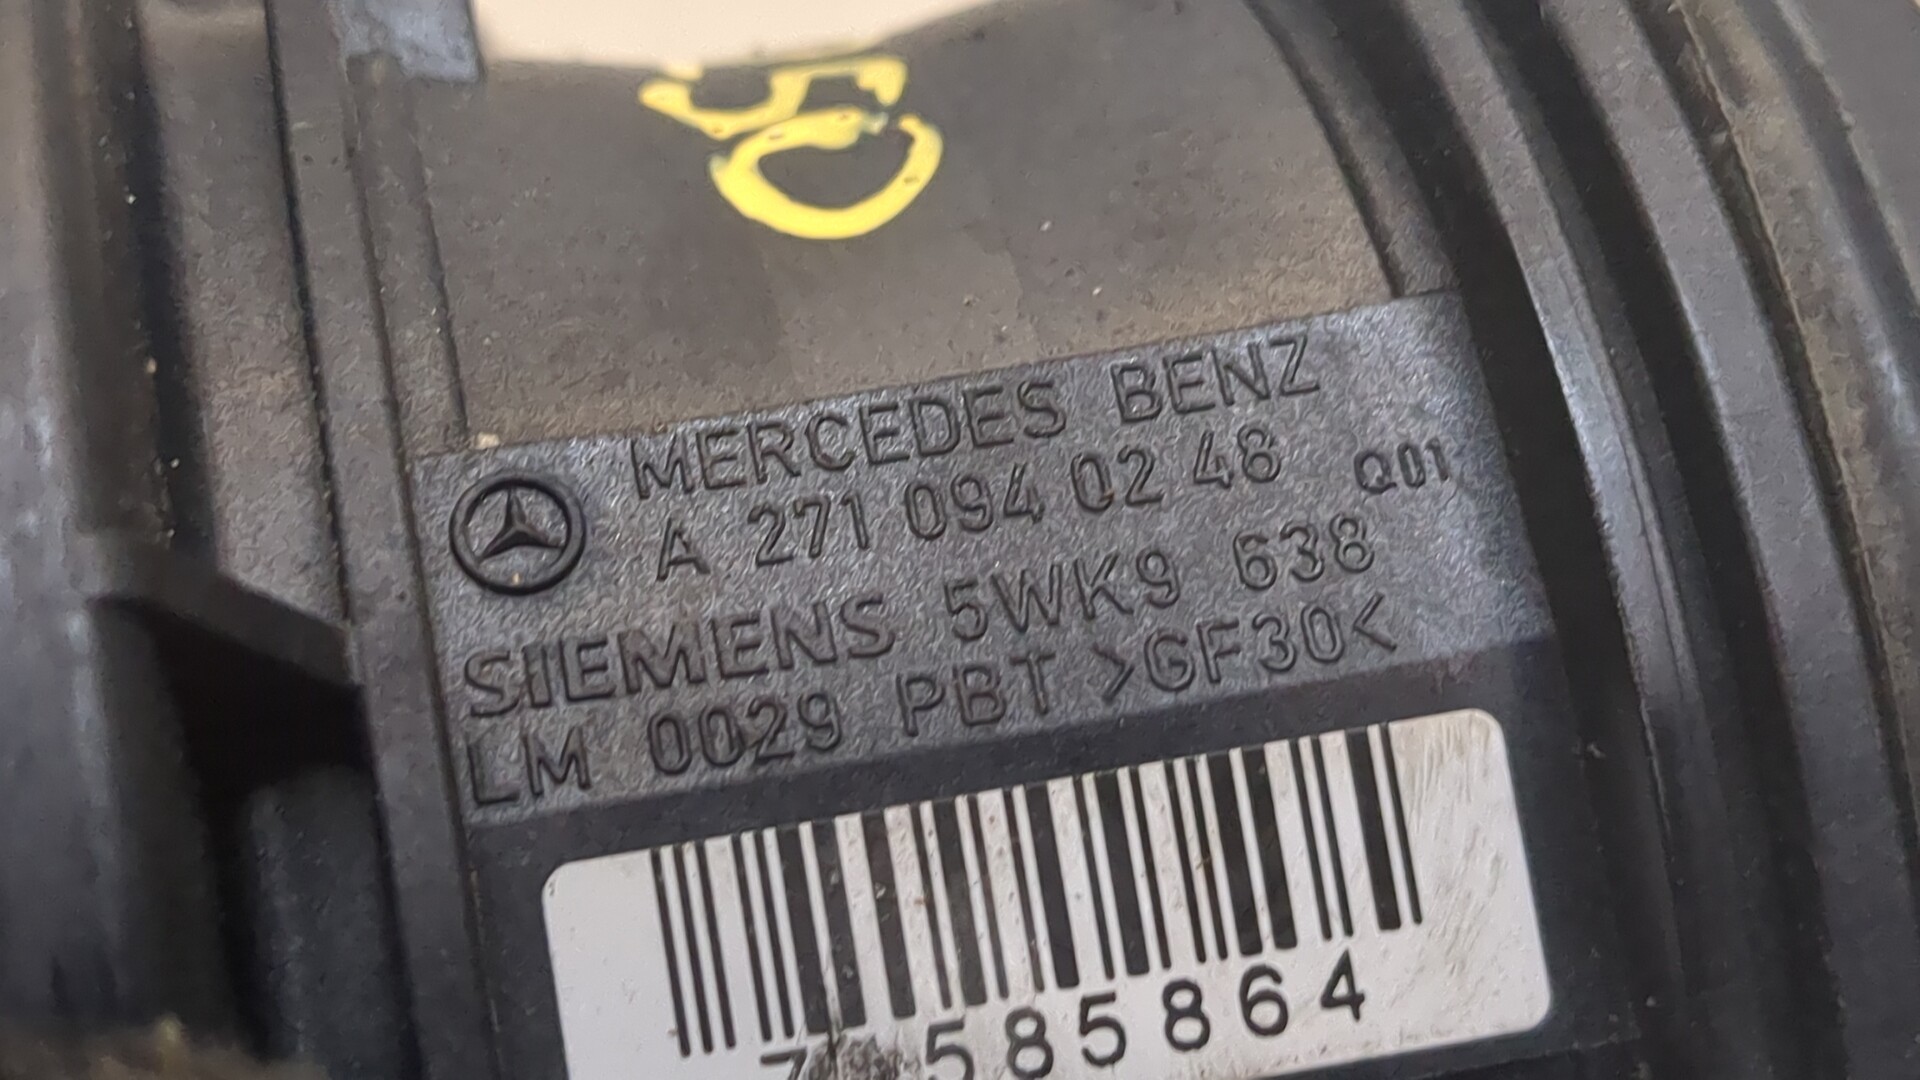 MERCEDES BENZ
A 271 094 02 48 Q01
SIEMENS 5WK9 638
LM 0029 PBT >GF30<
585864